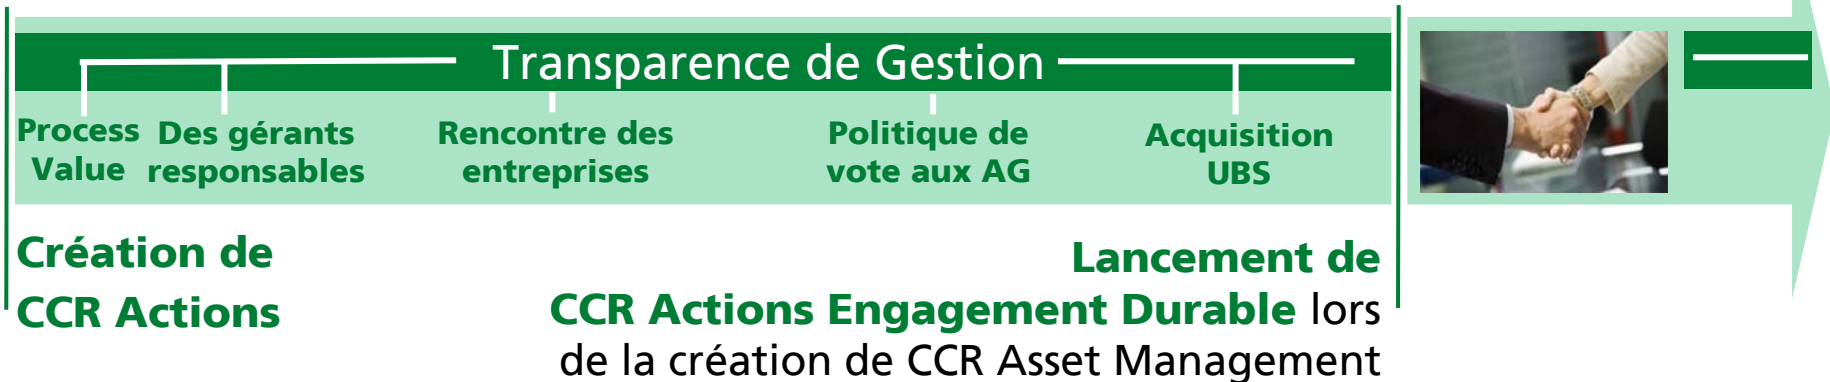 Transparence de Gestion
Process
Value
Des gérants
responsables
Rencontre des
entreprises
Politique de
vote aux AG
Acquisition
UBS
Création de
CCR Actions
Lancement de
CCR Actions Engagement Durable lors
de la création de CCR Asset Management